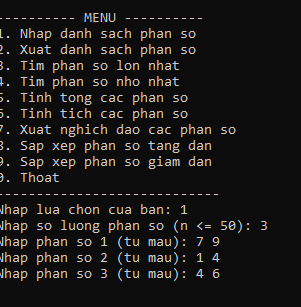 ---------- MENU ----------
1. Nhap danh sach phan so
2. Xuat danh sach phan so
3. Tim phan so lon nhat
4. Tim phan so nho nhat
5. Tinh tong cac phan so
6. Tinh tich cac phan so
7. Xuat nghich dao cac phan so
8. Sap xep phan so tang dan
9. Sap xep phan so giam dan
0. Thoat
----------------------------
Nhap lua chon cua ban: 1
Nhap so luong phan so (n <= 50): 3
Nhap phan so 1 (tu mau): 7 9
Nhap phan so 2 (tu mau): 1 4
Nhap phan so 3 (tu mau): 4 6